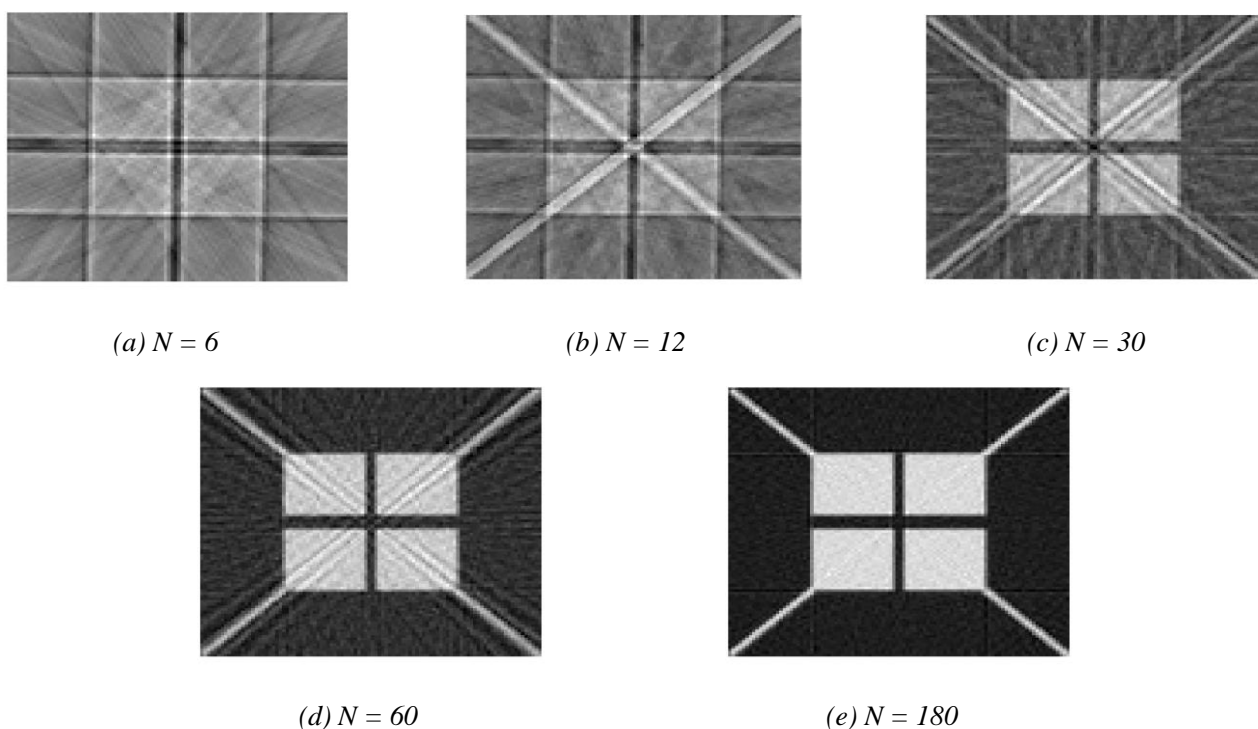 (a) N = 6
(b) N = 12
(c) N = 30
(d) N = 60
(e) N = 180